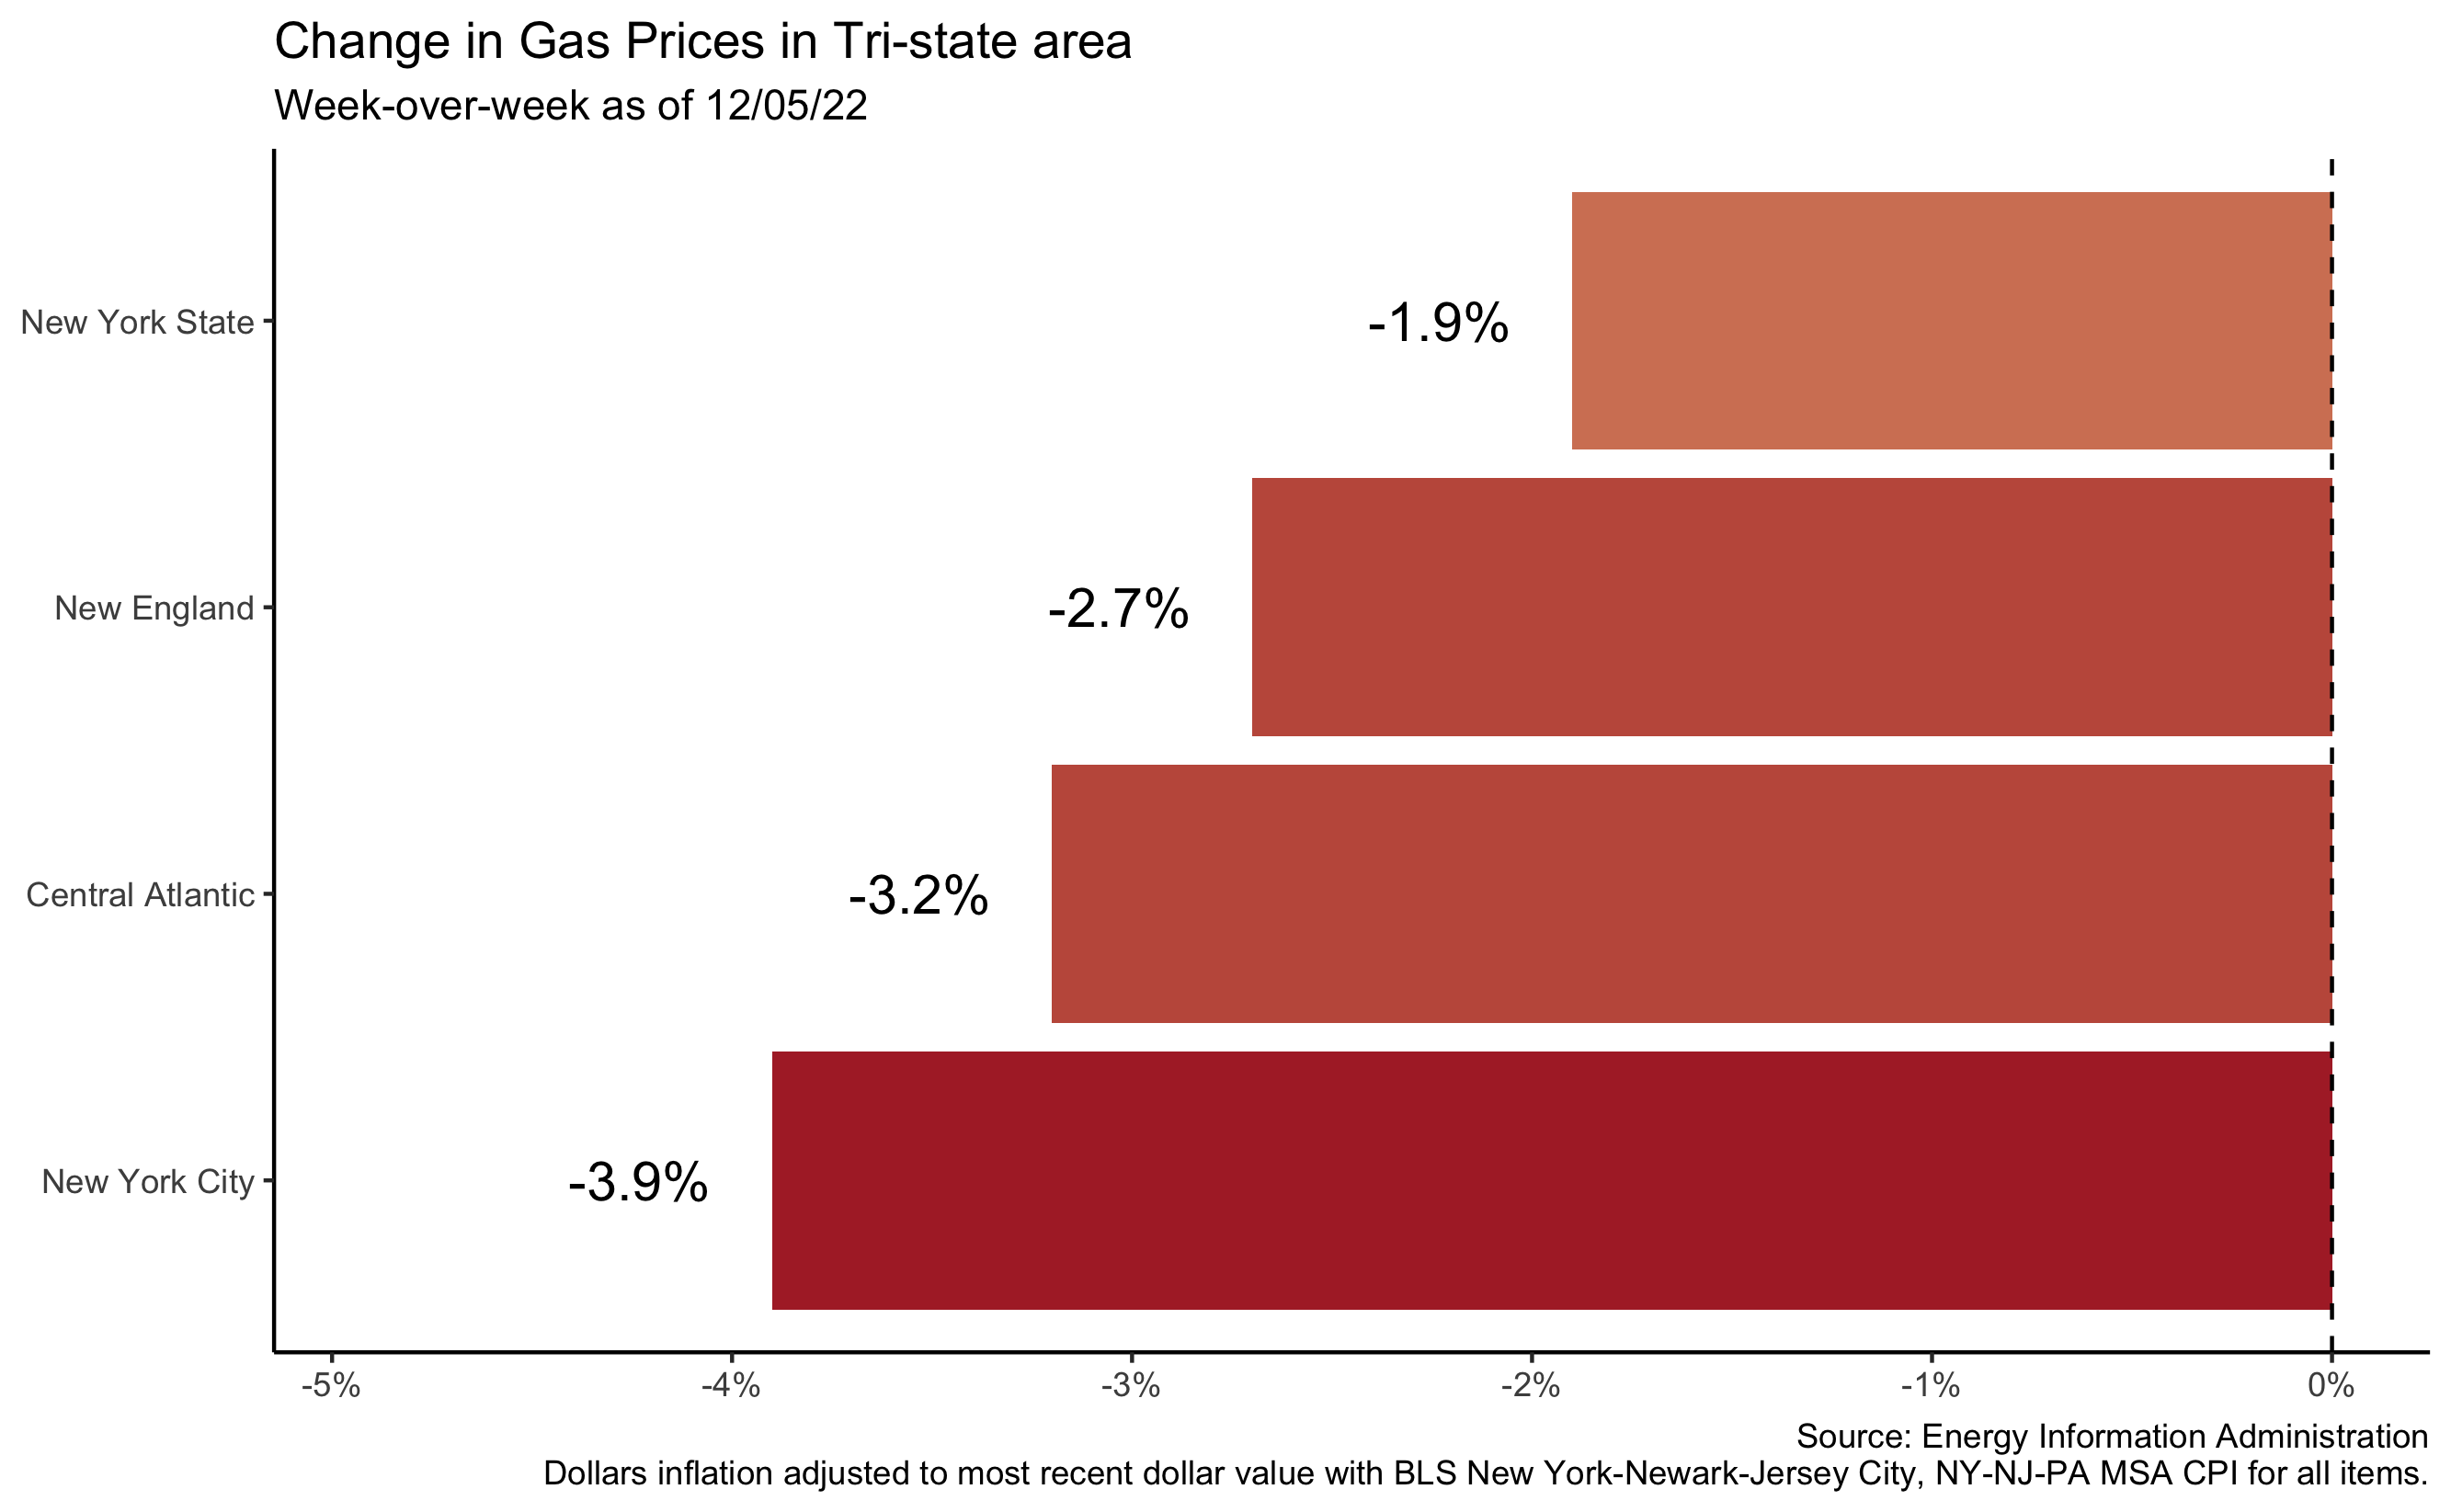 Change in Gas Prices in Tri-state area
Week-over-week as of 12/05/22
New York State
-1.9%
New England
-2.7%
Central Atlantic
-3.2%
New York City
-3.9%
-5%
-4%
-3%
-2%
-1%
0%
Source: Energy Information Administration
Dollars inflation adjusted to most recent dollar value with BLS New York-Newark-Jersey City, NY-NJ-PA MSA CPI for all items.